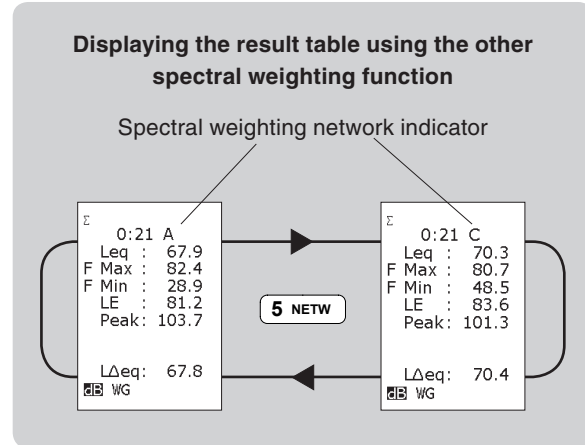 Displaying the result table using the other
spectral weighting function
Spectral weighting network indicator
Σ
0:21 A
Leq : 67.9
F Max : 82.4
F Min : 28.9
LE : 81.2
Peak: 103.7
LΔeq: 67.8
dB WG
5 NETW
Σ
0:21 C
Leq : 70.3
F Max : 80.7
F Min : 48.5
LE : 83.6
Peak: 101.3
LΔeq: 70.4
dB WG